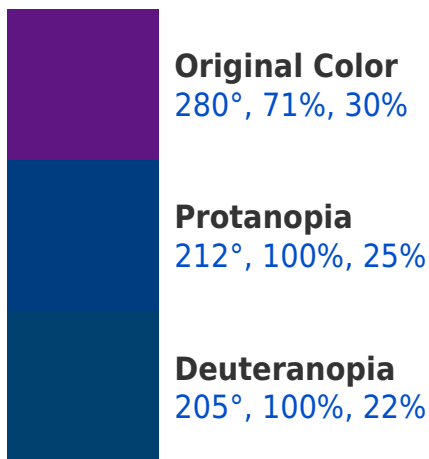 Original Color
280°, 71%, 30%
Protanopia
212°, 100%, 25%
Deuteranopia
205°, 100%, 22%